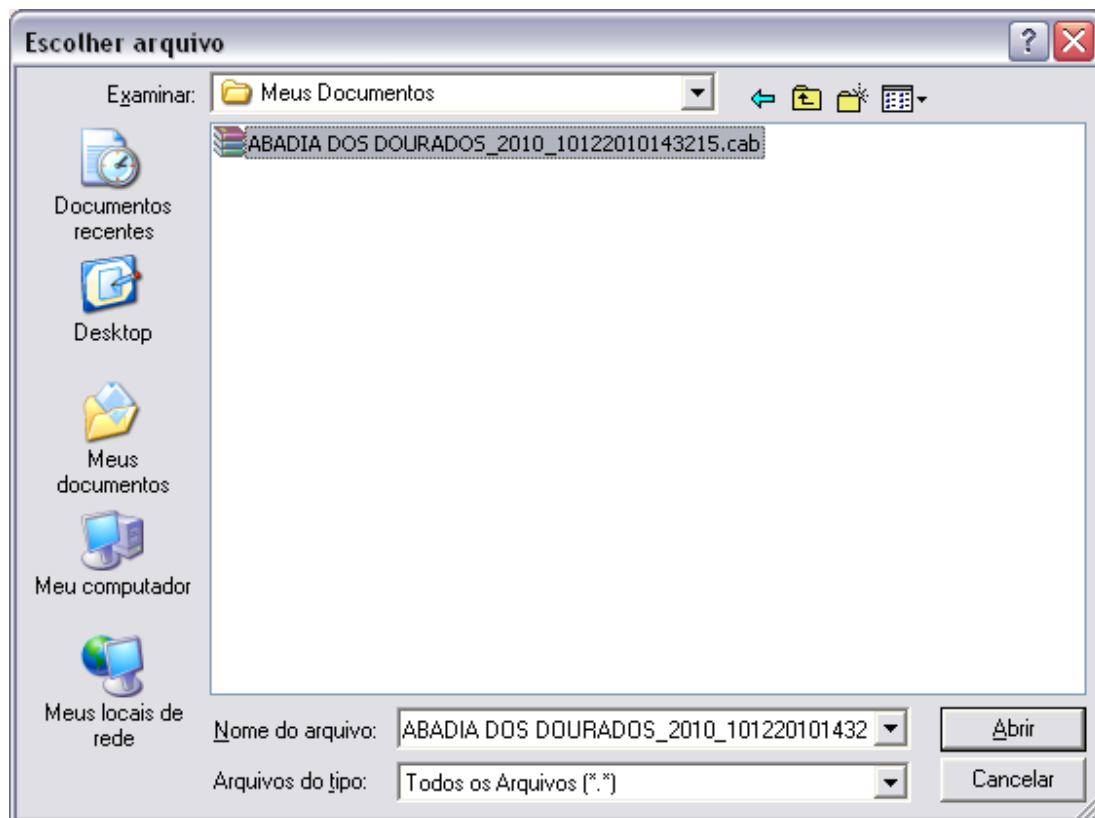 Escolher arquivo
Examinar: Meus Documentos
ABADIA DOS DOURADOS_2010_10122010143215.cab
Documentos
recentes
Desktop
Meus
documentos
Meu computador
Meus locais de
rede
Nome do arquivo: ABADIA DOS DOURADOS_2010_101220101432
Abrir
Arquivos do tipo: Todos os Arquivos (*.*)
Cancelar